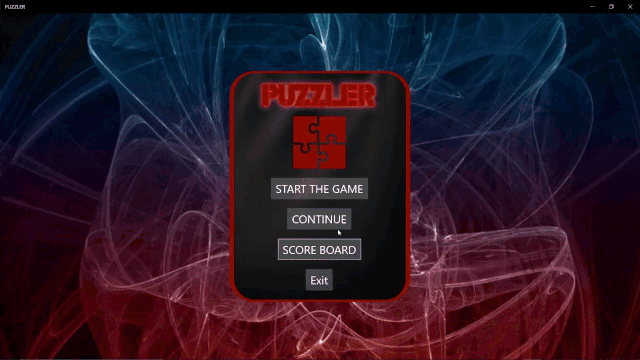 PUZZLER
PUZZLER
START THE GAME
CONTINUE
SCORE BOARD
Exit